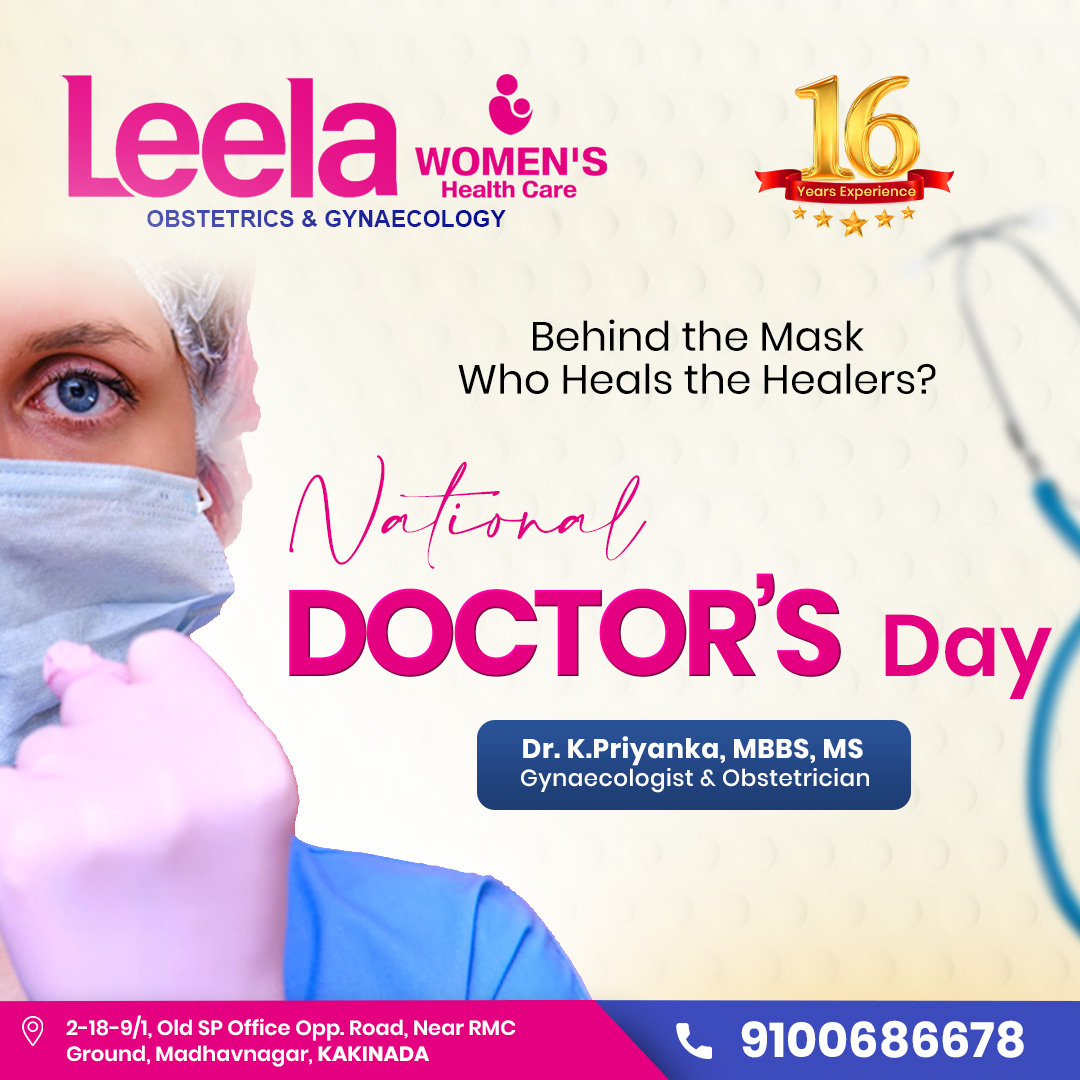 Leela
WOMEN'S
Health Care
OBSTETRICS & GYNAECOLOGY
16
Years Experience
Behind the Mask
Who Heals the Healers?
National
DOCTOR'S Day
Dr. K.Priyanka, MBBS, MS
Gynaecologist & Obstetrician
2-18-9/1, Old SP Office Opp. Road, Near RMC
Ground, Madhavnagar, KAKINADA
9100686678